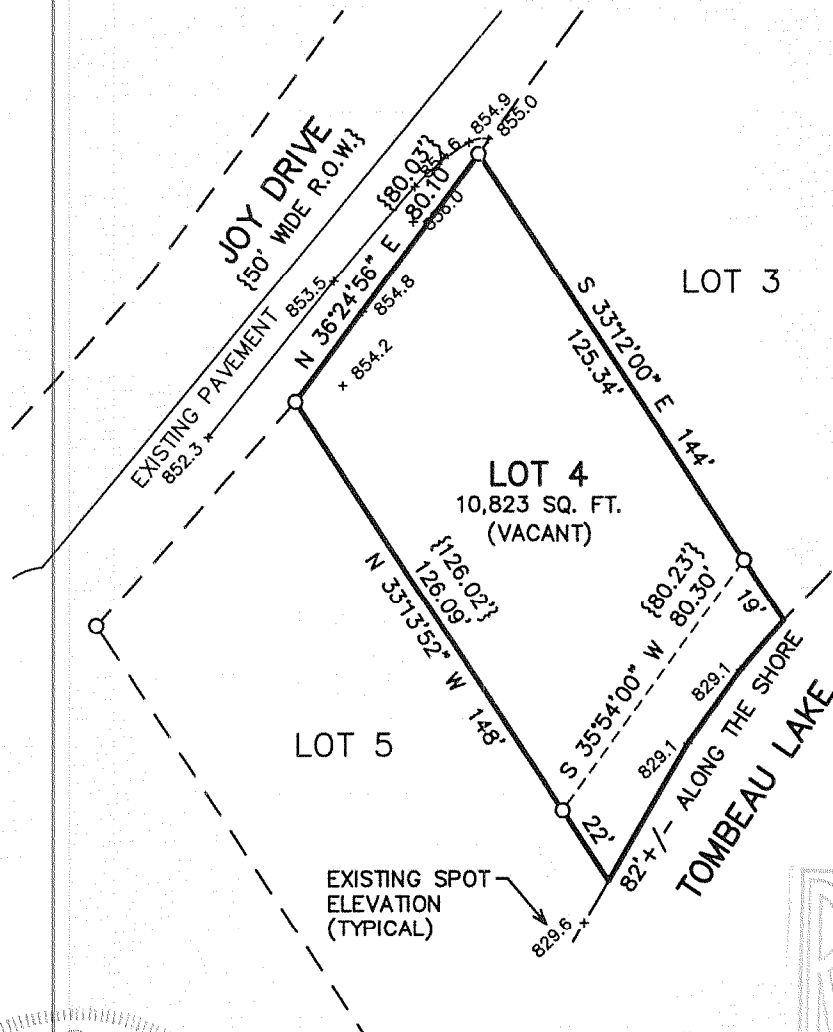 JOY DRIVE
{50' WIDE R.O.W.}
EXISTING PAVEMENT
852.3
853.5
854.6
854.9
855.0
{80.03'}
N 36°24'56" E 80.10'
856.0
854.8
854.2
LOT 3
S 33°12'00" E 144'
125.34'
LOT 4
10,823 SQ. FT.
(VACANT)
{126.02'}
126.09'
N 33°13'52" W 148'
{80.23'}
S 35°54'00" W 80.30'
19'
22'
LOT 5
829.1
829.1
82'+/- ALONG THE SHORE
TOMBEAU LAKE
EXISTING SPOT
ELEVATION
(TYPICAL)
829.6